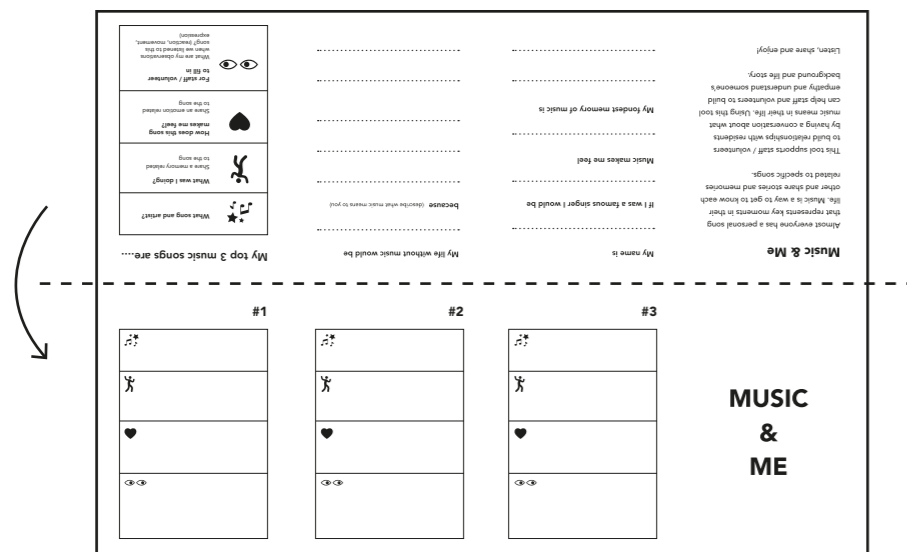 Music & Me
Almost everyone has a personal song
that represents key moments in their
life. Music is a way to get to know each
other and share stories and memories
related to specific songs.
This tool supports staff / volunteers
to build relationships with residents
by having a conversation about what
music means in their life. Using this tool
can help staff and volunteers to build
empathy and understand someone's
background and life story.
Listen, share and enjoy!
My name is
If I was a famous singer I would be
Music makes me feel
My fondest memory of music is
My life without music would be
because (describe what music means to you)
My top 3 music songs are....
What song and artist?
What was I doing?
Share a memory related
to the song
How does this song
makes me feel?
Share an emotion related
to the song
For staff / volunteer
to fill in
What are my observations
when we listened to this
song? (reaction, movement,
expression)
#1
#2
#3
MUSIC
&
ME